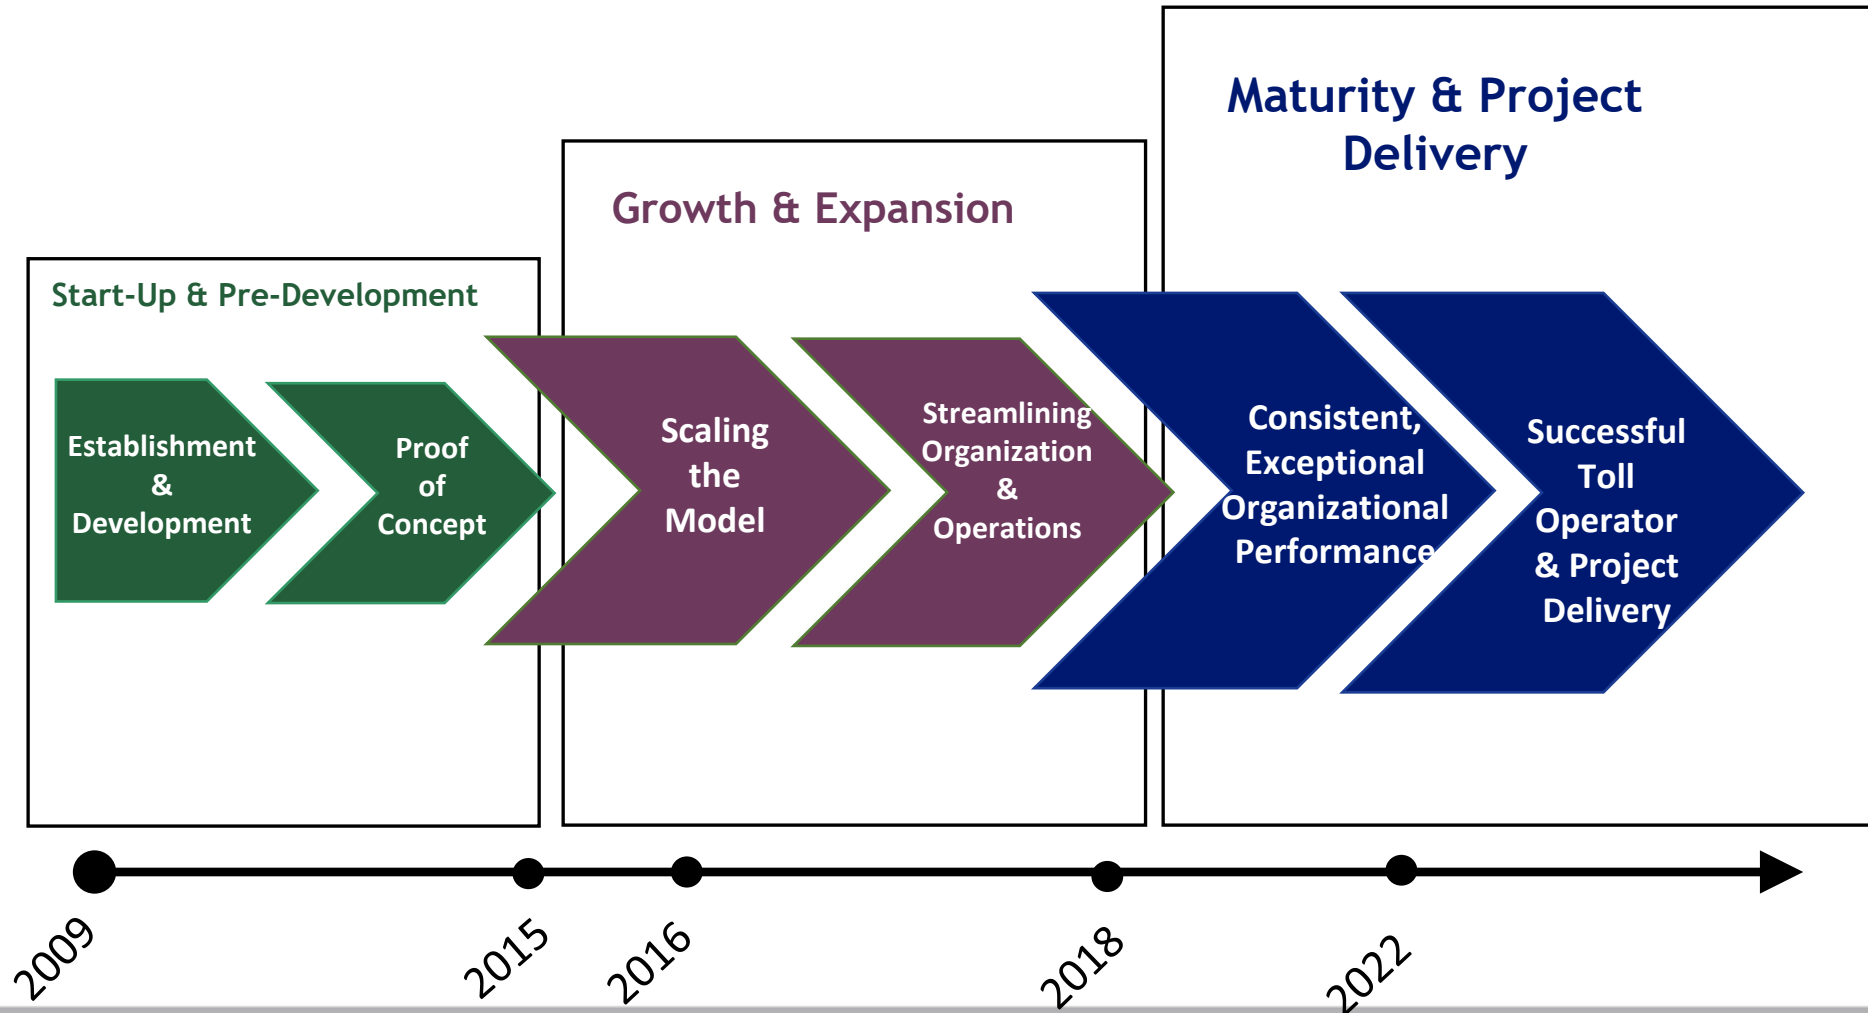 Maturity & Project
Delivery
Growth & Expansion
Start-Up & Pre-Development
Establishment
&
Development
Proof
of
Concept
Scaling
the
Model
Streamlining
Organization
&
Operations
Consistent,
Exceptional
Organizational
Performance
Successful
Toll
Operator
& Project
Delivery
2009
2015
2016
2018
2022